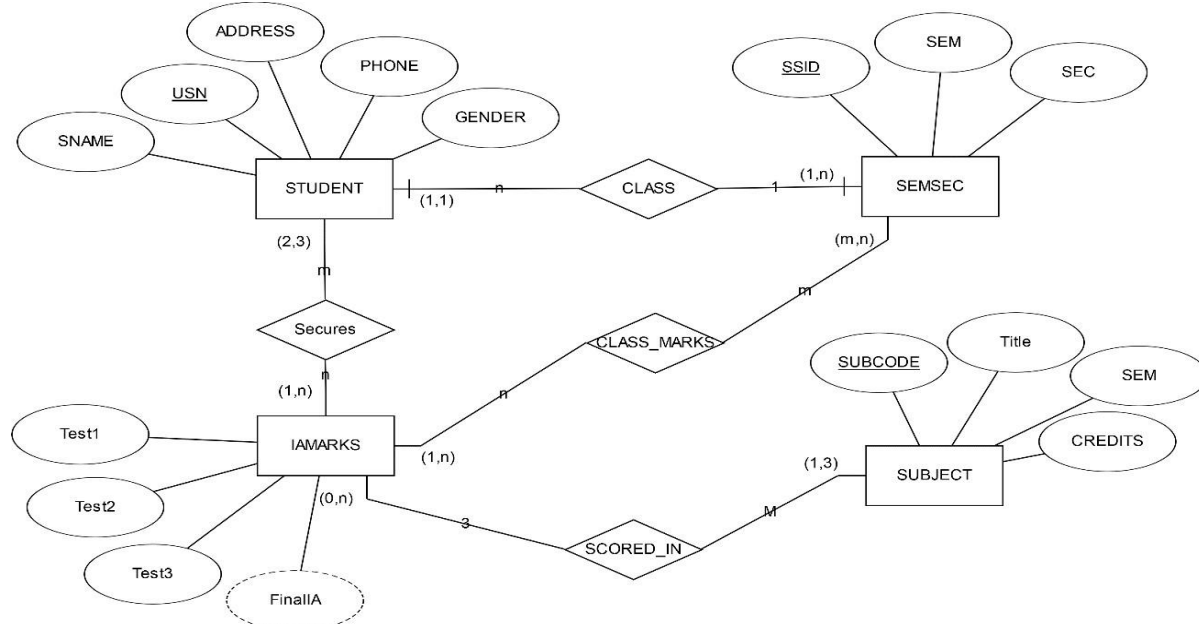 ADDRESS
SEM
PHONE
SSID
SEC
USN
GENDER
SNAME
STUDENT
n
CLASS
1
(1,n)
SEMSEC
(1,1)
(2,3)
(m,n)
m
m
Secures
CLASS_MARKS
SUBCODE
Title
SEM
n
(1,n)
n
Test1
IAMARKS
(1,n)
CREDITS
(1,3)
SUBJECT
Test2
(0,n)
3
M
SCORED_IN
Test3
FinalIA